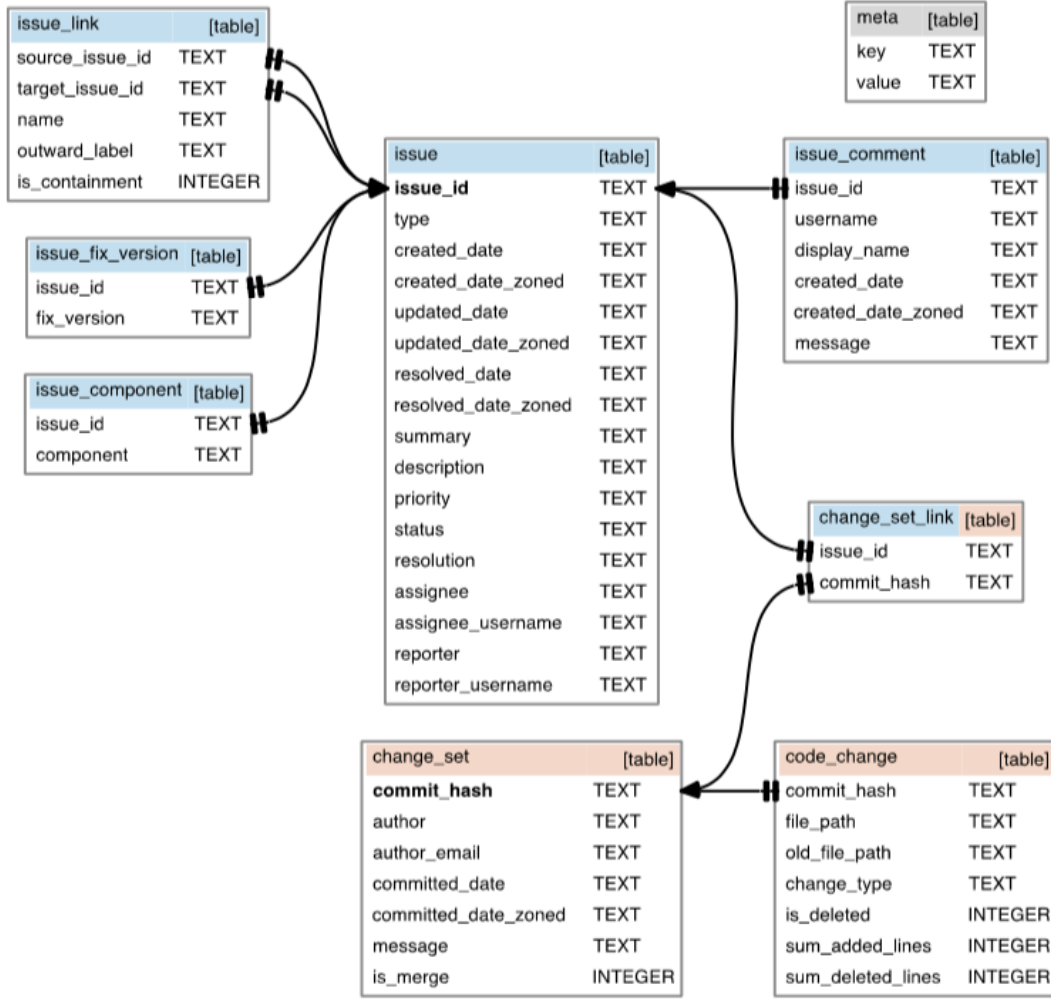 issue_link [table]
source_issue_id TEXT
target_issue_id TEXT
name TEXT
outward_label TEXT
is_containment INTEGER
meta [table]
key TEXT
value TEXT
issue [table]
issue_id TEXT
type TEXT
created_date TEXT
created_date_zoned TEXT
updated_date TEXT
updated_date_zoned TEXT
resolved_date TEXT
resolved_date_zoned TEXT
summary TEXT
description TEXT
priority TEXT
status TEXT
resolution TEXT
assignee TEXT
assignee_username TEXT
reporter TEXT
reporter_username TEXT
issue_comment [table]
issue_id TEXT
username TEXT
display_name TEXT
created_date TEXT
created_date_zoned TEXT
message TEXT
issue_fix_version [table]
issue_id TEXT
fix_version TEXT
issue_component [table]
issue_id TEXT
component TEXT
change_set_link [table]
issue_id TEXT
commit_hash TEXT
change_set [table]
commit_hash TEXT
author TEXT
author_email TEXT
committed_date TEXT
committed_date_zoned TEXT
message TEXT
is_merge INTEGER
code_change [table]
commit_hash TEXT
file_path TEXT
old_file_path TEXT
change_type TEXT
is_deleted INTEGER
sum_added_lines INTEGER
sum_deleted_lines INTEGER